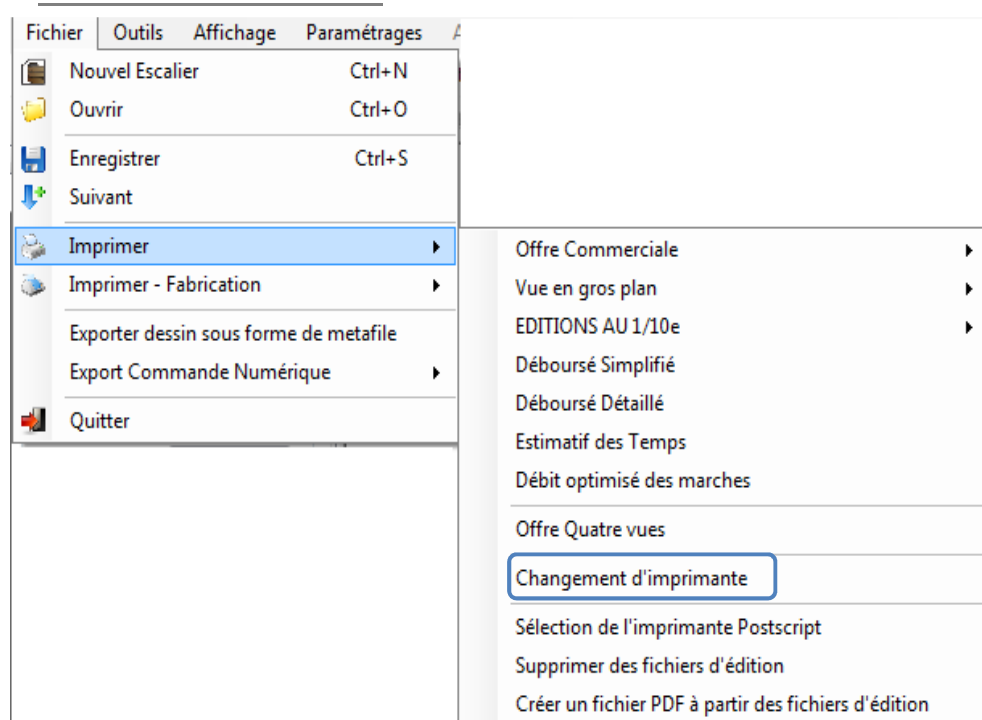 Fichier Outils Affichage Paramétrages
Nouvel Escalier Ctrl+N
Ouvrir Ctrl+O
Enregistrer Ctrl+S
Suivant
Imprimer
Imprimer - Fabrication
Exporter dessin sous forme de metafile
Export Commande Numérique
Quitter
Offre Commerciale
Vue en gros plan
EDITIONS AU 1/10e
Déboursé Simplifié
Déboursé Détaillé
Estimatif des Temps
Débit optimisé des marches
Offre Quatre vues
Changement d'imprimante
Sélection de l'imprimante Postscript
Supprimer des fichiers d'édition
Créer un fichier PDF à partir des fichiers d'édition